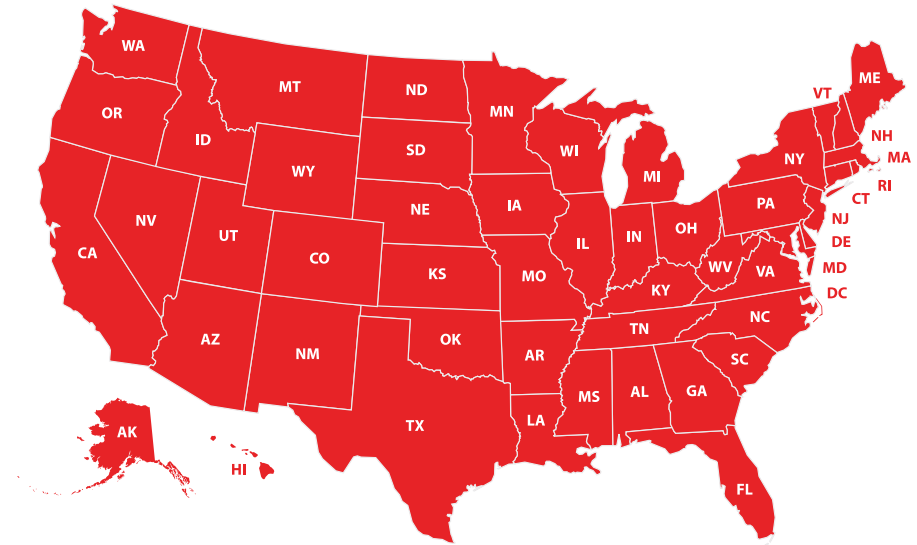 WA
MT
ND
MN
ME
VT
OR
ID
SD
WI
NY
NH
MA
WY
MI
RI
CT
NE
IA
PA
NJ
NV
UT
IL
IN
OH
DE
CA
CO
KS
MO
WV
VA
MD
KY
DC
NC
TN
AZ
NM
OK
AR
SC
MS
AL
GA
TX
LA
AK
HI
FL